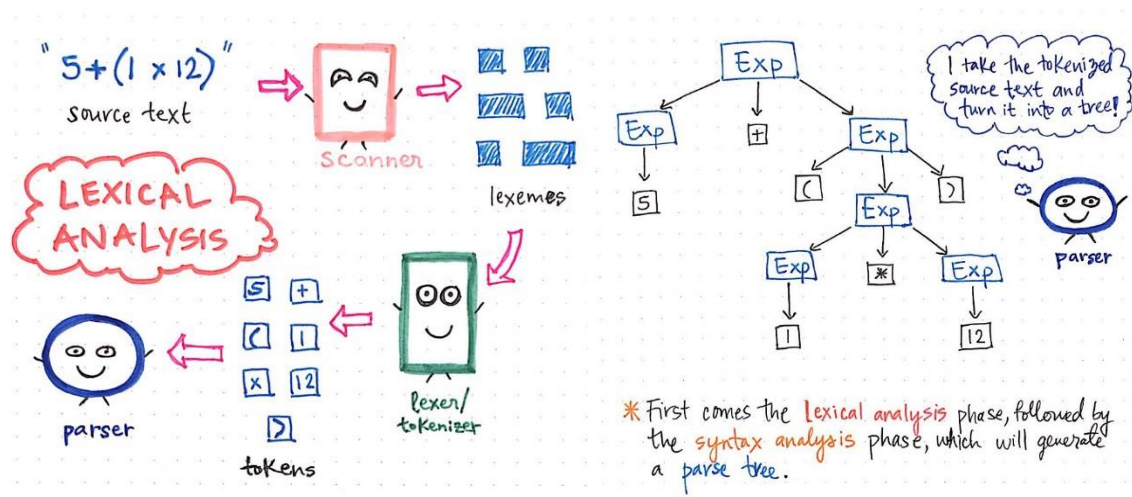 "5+(1 x 12)"
source text
scanner
lexemes
LEXICAL
ANALYSIS
lexer/
tokenizer
5 +
( 1
x 12
)
tokens
parser
Exp
Exp + Exp
5 ( Exp )
Exp * Exp
1 12
I take the tokenized
source text and
turn it into a tree!
parser
* First comes the Lexical analysis phase, followed by
the syntax analysis phase, which will generate
a parse tree.